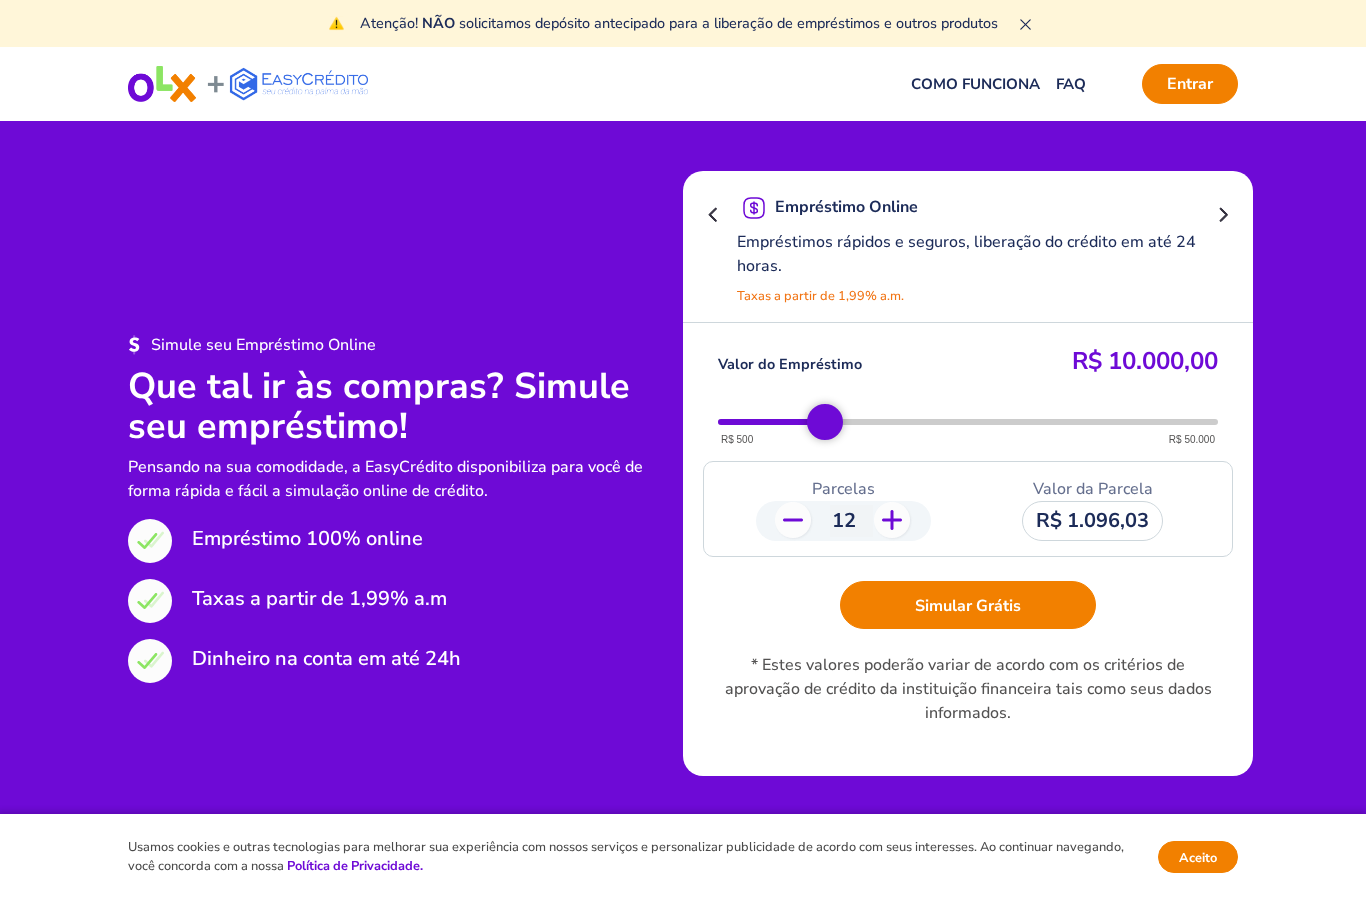 Atenção! NÃO solicitamos depósito antecipado para a liberação de empréstimos e outros produtos
OLX + EASYCRÉDITO
seu crédito na palma da mão
COMO FUNCIONA
FAQ
Entrar
$ Simule seu Empréstimo Online
Que tal ir às compras? Simule
seu empréstimo!
Pensando na sua comodidade, a EasyCrédito disponibiliza para você de
forma rápida e fácil a simulação online de crédito.
Empréstimo 100% online
Taxas a partir de 1,99% a.m
Dinheiro na conta em até 24h
Empréstimo Online
Empréstimos rápidos e seguros, liberação do crédito em até 24
horas.
Taxas a partir de 1,99% a.m.
Valor do Empréstimo
R$ 10.000,00
R$ 500
R$ 50.000
Parcelas
12
Valor da Parcela
R$ 1.096,03
Simular Grátis
* Estes valores poderão variar de acordo com os critérios de
aprovação de crédito da instituição financeira tais como seus dados
informados.
Usamos cookies e outras tecnologias para melhorar sua experiência com nossos serviços e personalizar publicidade de acordo com seus interesses. Ao continuar navegando,
você concorda com a nossa Política de Privacidade.
Aceito